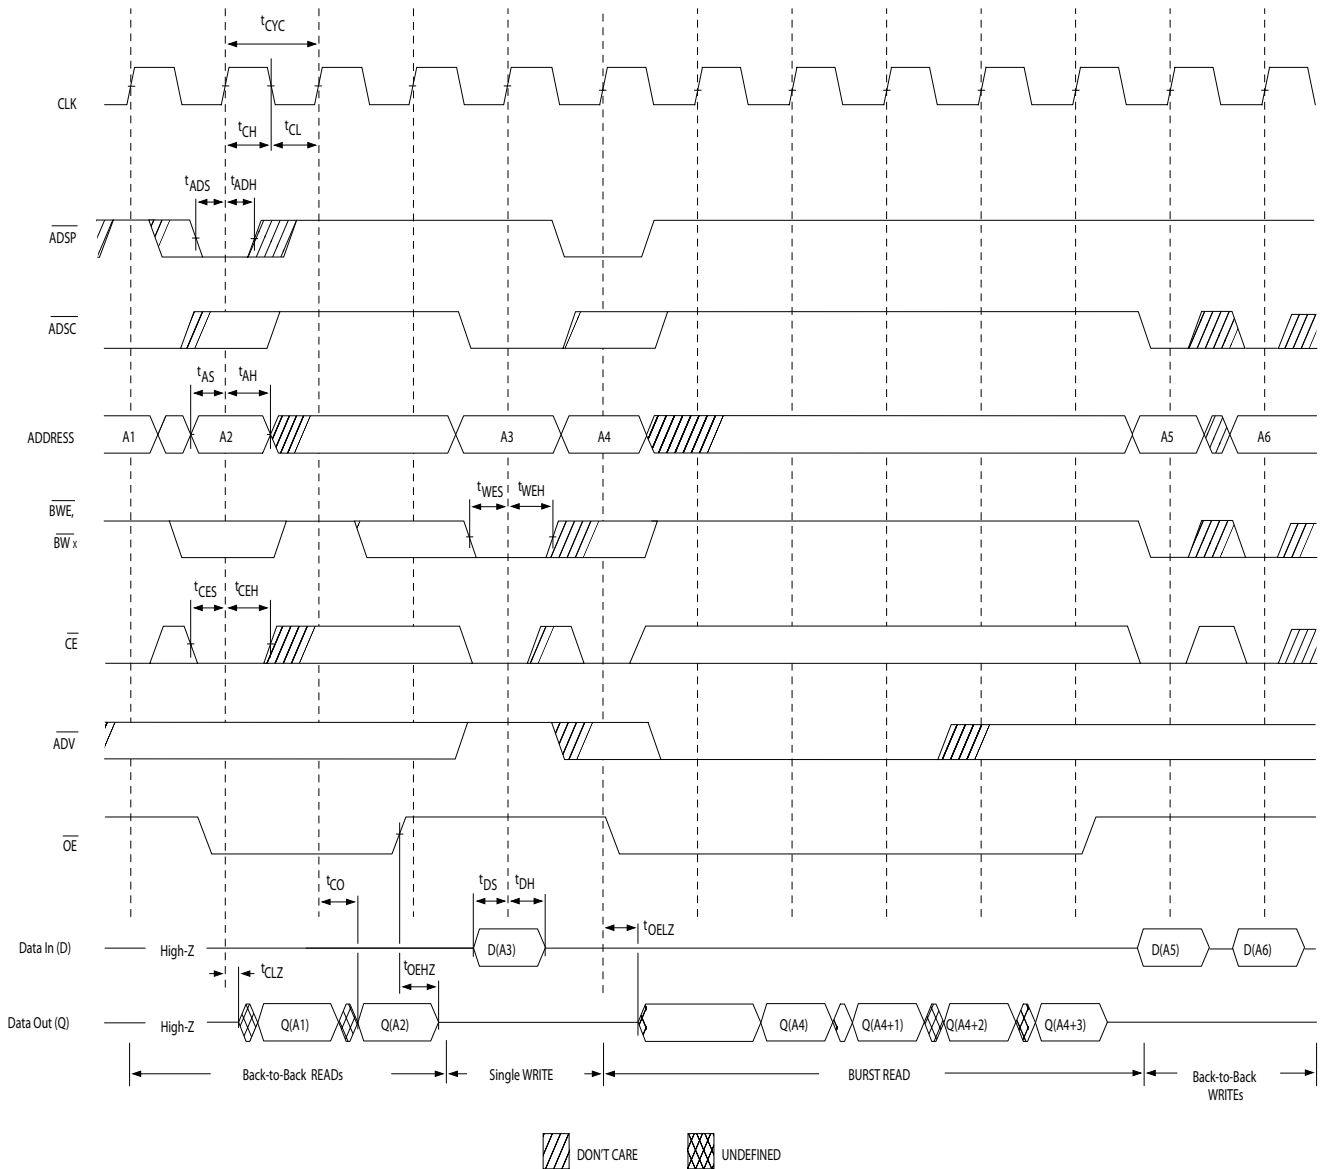 tCYC
CLK
tCH
tCL
tADS
tADH
ADSP
ADSC
tAS
tAH
ADDRESS
A1
A2
A3
A4
A5
A6
tWES
tWEH
BWE,
BW x
tCES
tCEH
CE
ADV
OE
tCO
tDS
tDH
tOELZ
Data In (D)
High-Z
D(A3)
D(A5)
D(A6)
tCLZ
tOEHZ
Data Out (Q)
High-Z
Q(A1)
Q(A2)
Q(A4)
Q(A4+1)
Q(A4+2)
Q(A4+3)
Back-to-Back READs
Single WRITE
BURST READ
Back-to-Back
WRITEs
DON'T CARE
UNDEFINED